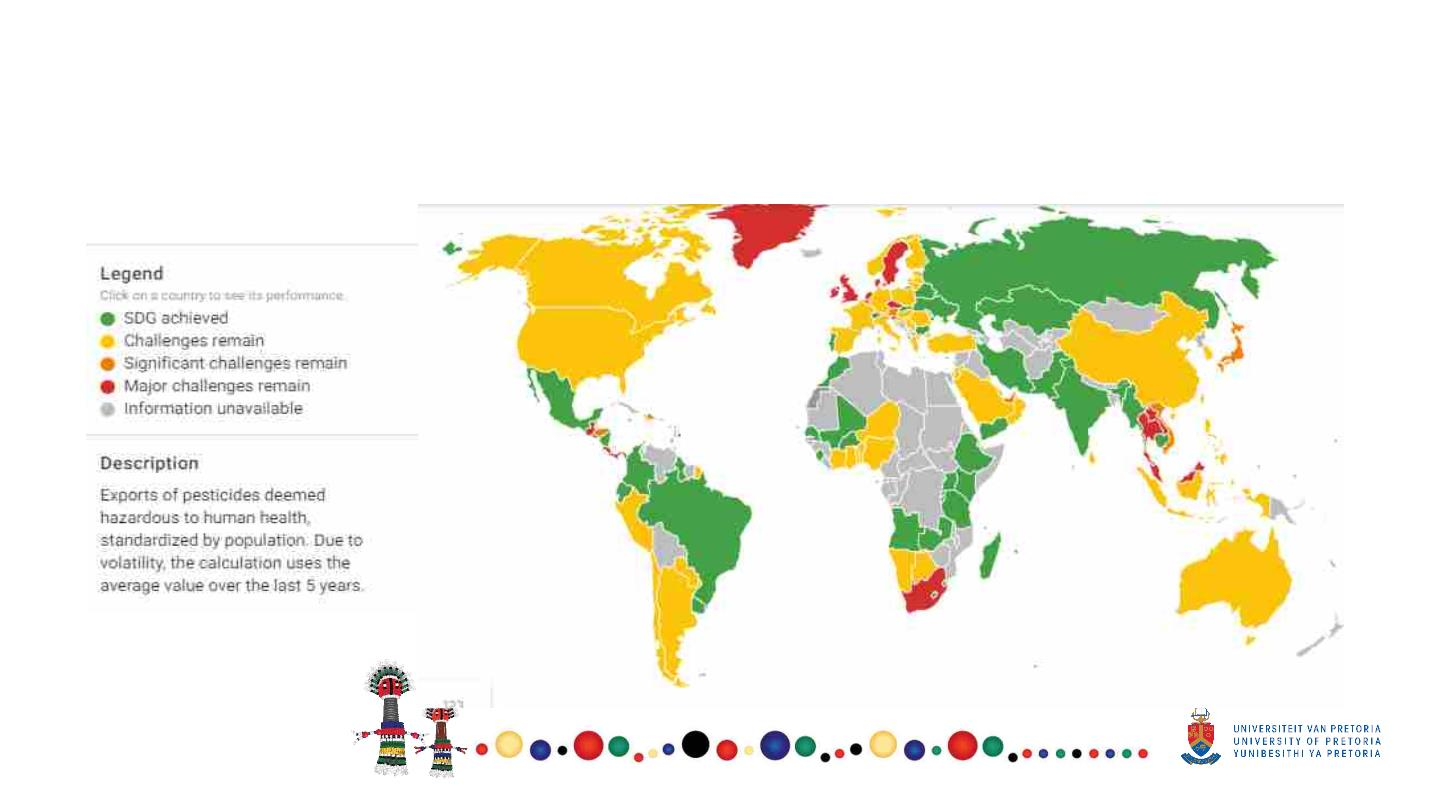 Legend
Click on a country to see its performance.
SDG achieved
Challenges remain
Significant challenges remain
Major challenges remain
Information unavailable
Description
Exports of pesticides deemed
hazardous to human health,
standardized by population. Due to
volatility, the calculation uses the
average value over the last 5 years.
UNIVERSITEIT VAN PRETORIA
UNIVERSITY OF PRETORIA
YUNIBESITHI YA PRETORIA